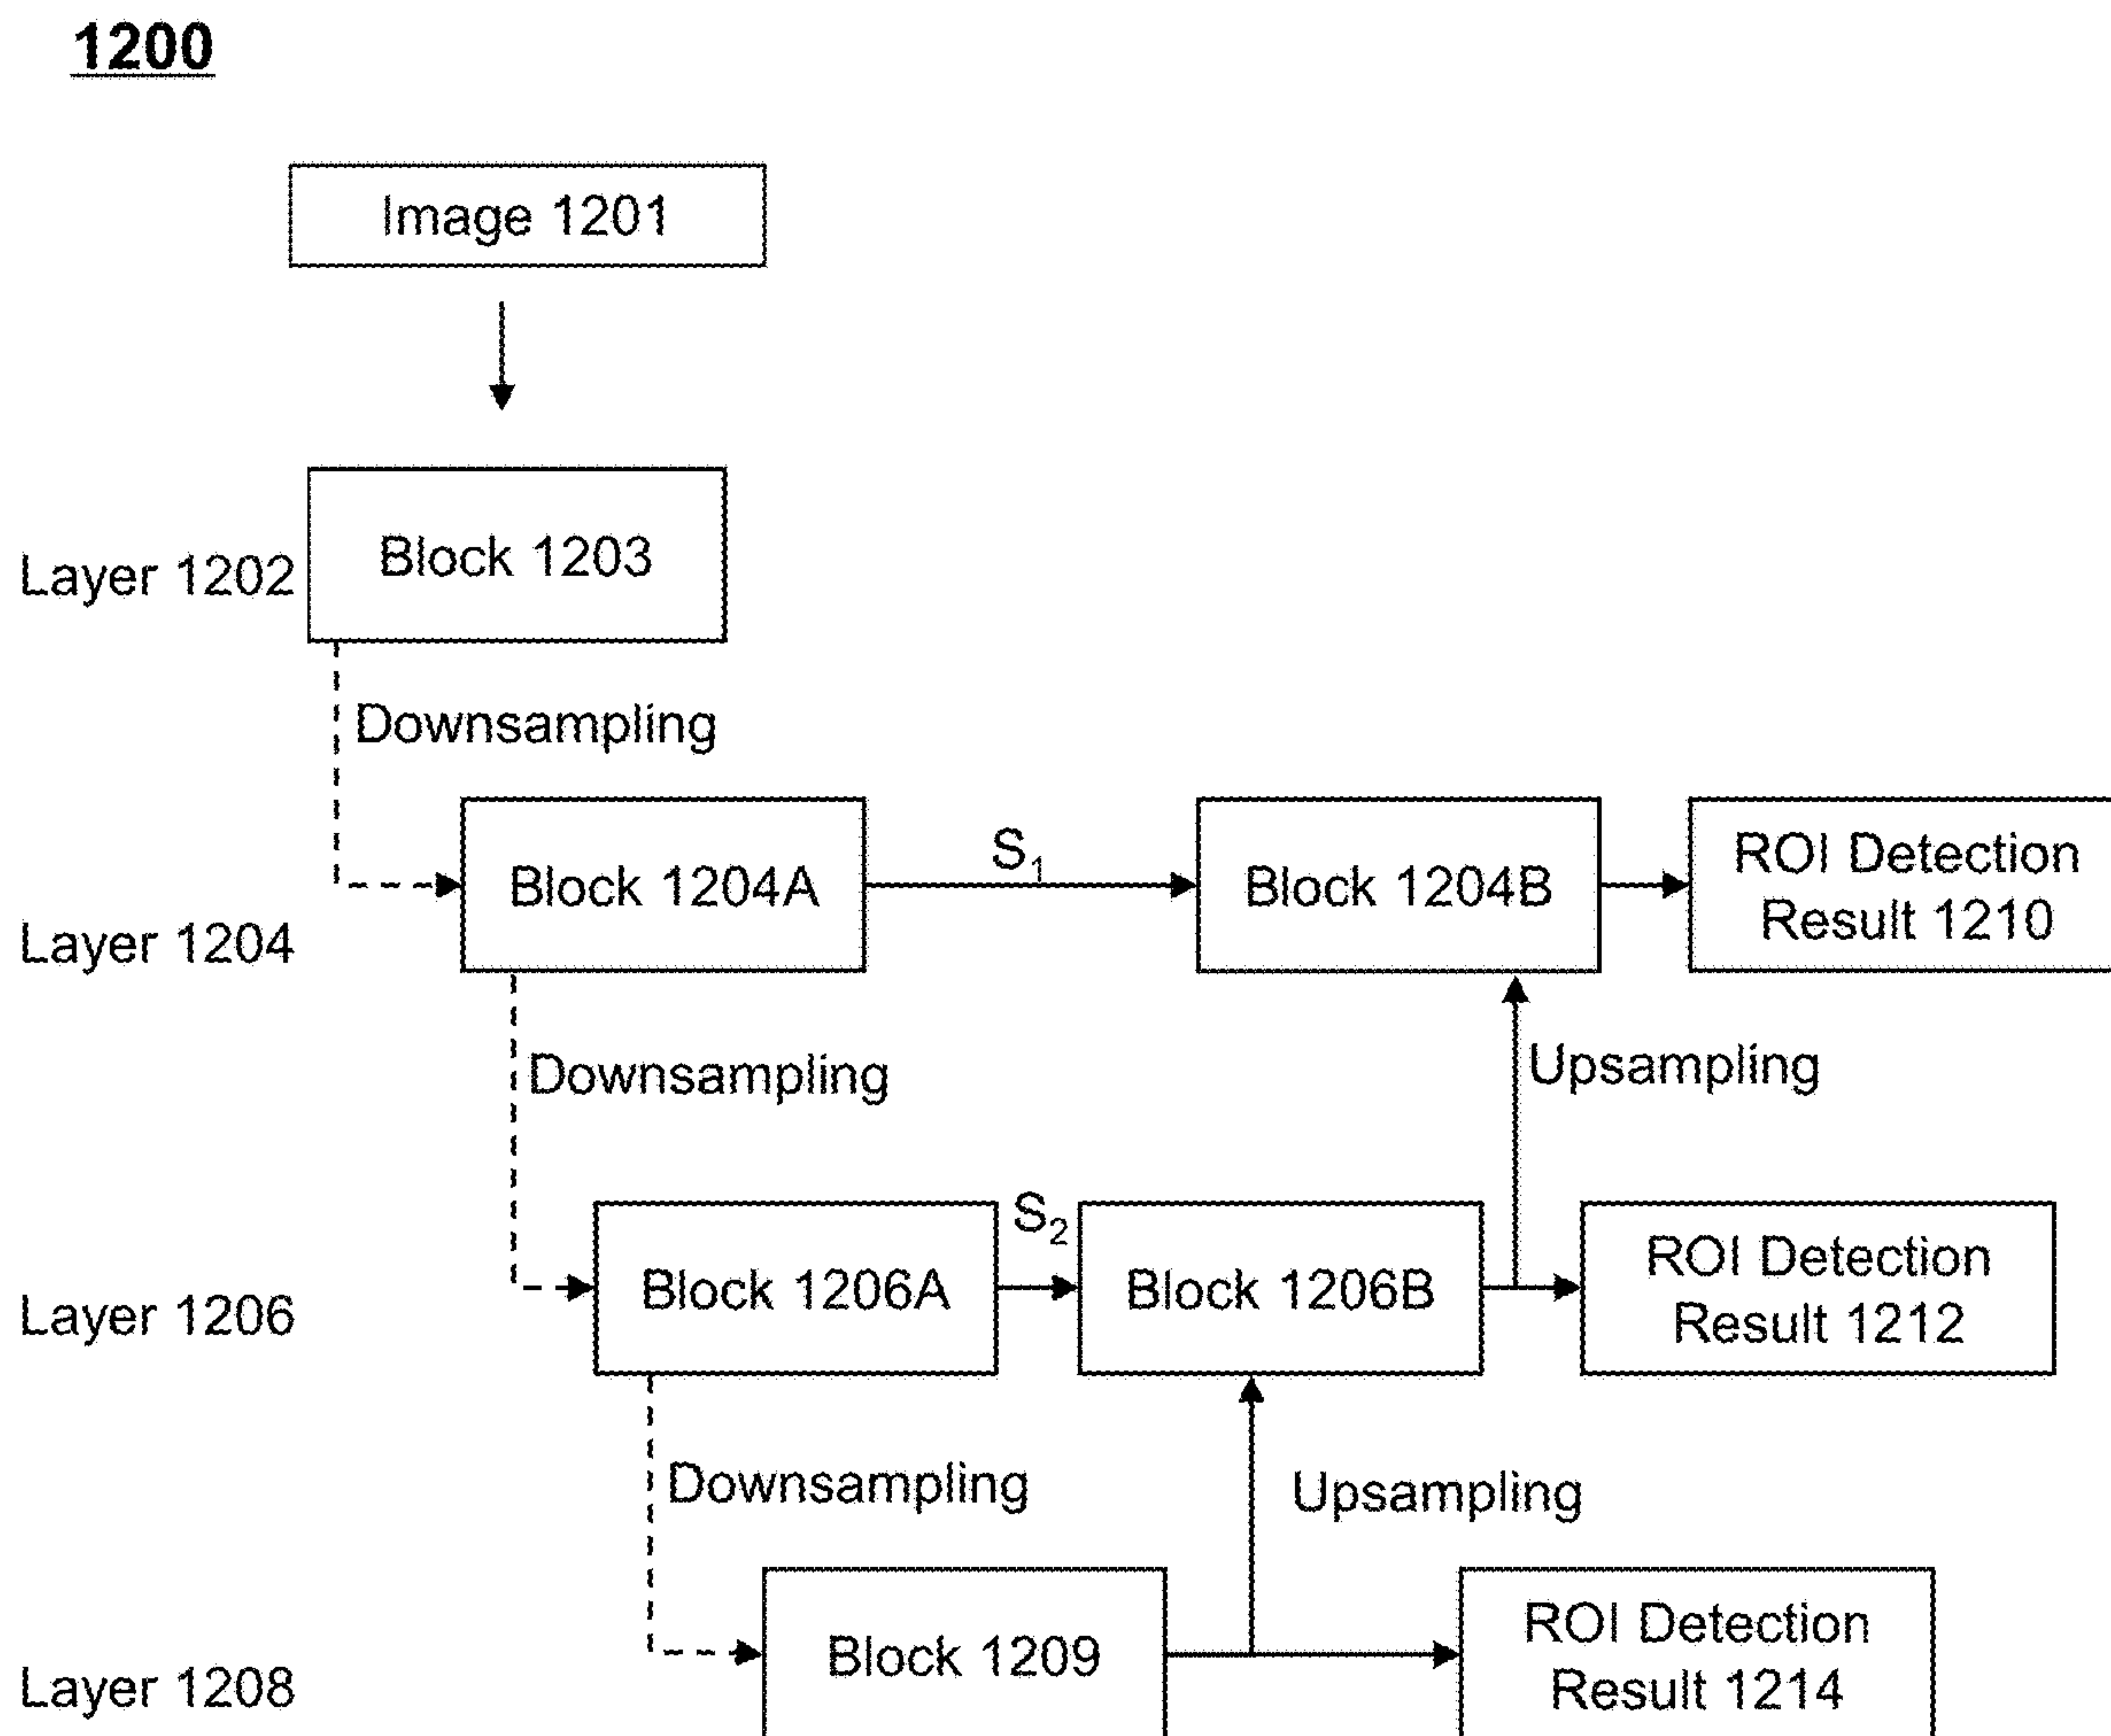 1200
Image 1201
Layer 1202
Block 1203
Downsampling
Layer 1204
Block 1204A
S₁
Block 1204B
ROI Detection
Result 1210
Downsampling
Upsampling
Layer 1206
Block 1206A
S₂
Block 1206B
ROI Detection
Result 1212
Downsampling
Upsampling
Layer 1208
Block 1209
ROI Detection
Result 1214